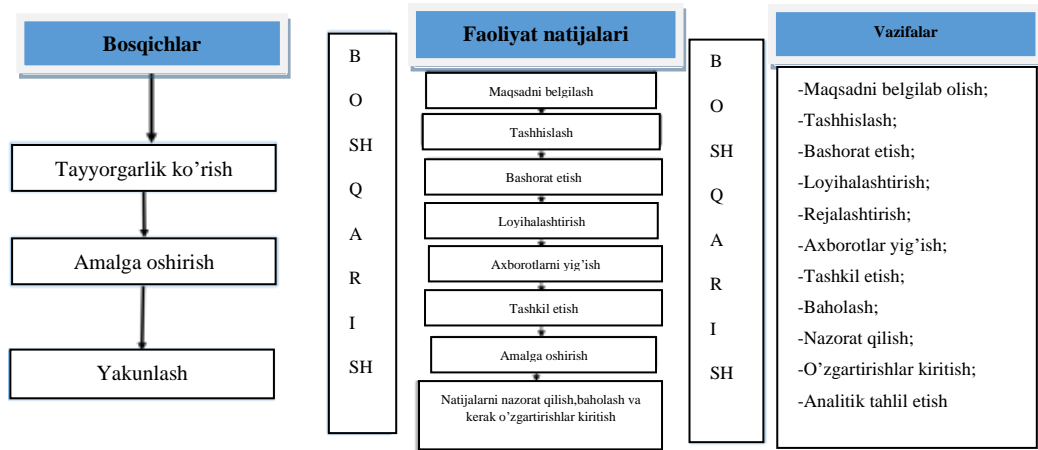 Bosqichlar
Tayyorgarlik ko’rish
Amalga oshirish
Yakunlash
B
O
SH
Q
A
R
I
SH
Faoliyat natijalari
Maqsadni belgilash
Tashhislash
Bashorat etish
Loyihalashtirish
Axborotlarni yig’ish
Tashkil etish
Amalga oshirish
Natijalarni nazorat qilish,baholash va
kerak o’zgartirishlar kiritish
B
O
SH
Q
A
R
I
SH
Vazifalar
-Maqsadni belgilab olish;
-Tashhislash;
-Bashorat etish;
-Loyihalashtirish;
-Rejalashtirish;
-Axborotlar yig’ish;
-Tashkil etish;
-Baholash;
-Nazorat qilish;
-O’zgartirishlar kiritish;
-Analitik tahlil etish